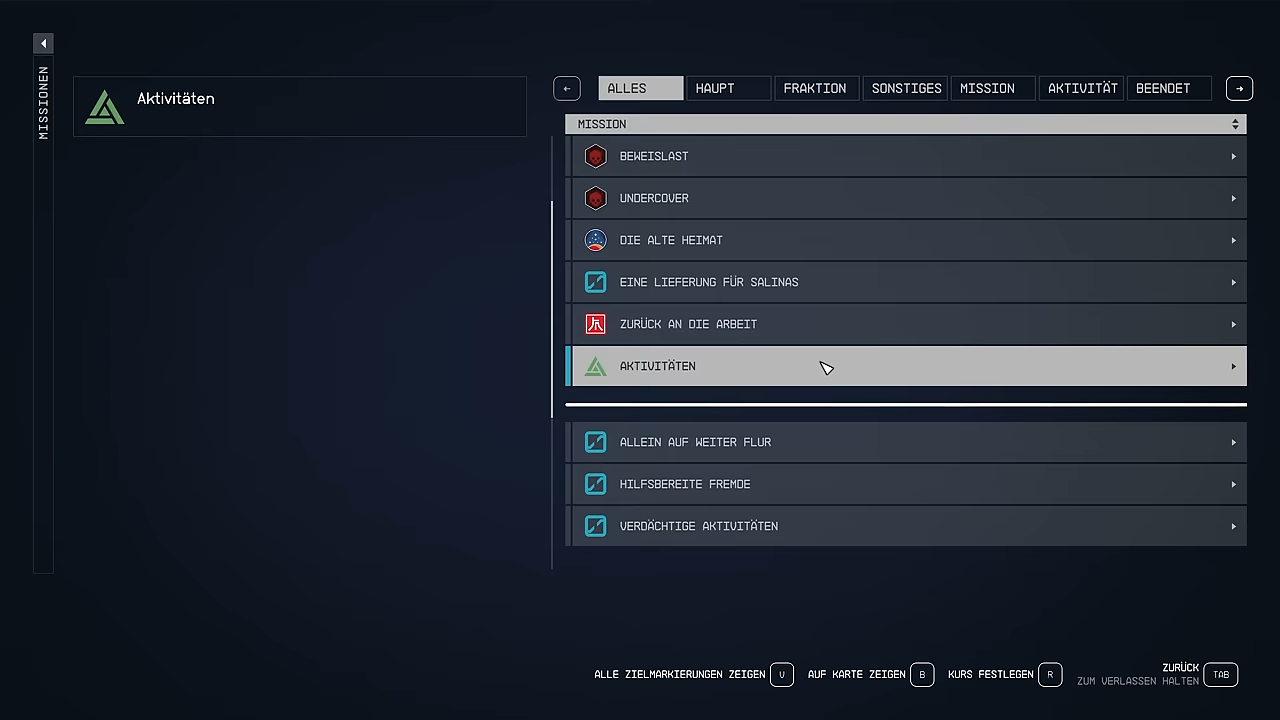 MISSIONEN
Aktivitäten
ALLES HAUPT FRAKTION SONSTIGES MISSION AKTIVITÄT BEENDET
MISSION
BEWEISLAST
UNDERCOVER
DIE ALTE HEIMAT
EINE LIEFERUNG FÜR SALINAS
ZURÜCK AN DIE ARBEIT
AKTIVITÄTEN
ALLEIN AUF WEITER FLUR
HILFSBEREITE FREMDE
VERDÄCHTIGE AKTIVITÄTEN
ALLE ZIELMARKIERUNGEN ZEIGEN V AUF KARTE ZEIGEN B KURS FESTLEGEN R ZURÜCK TAB
ZUM VERLASSEN HALTEN